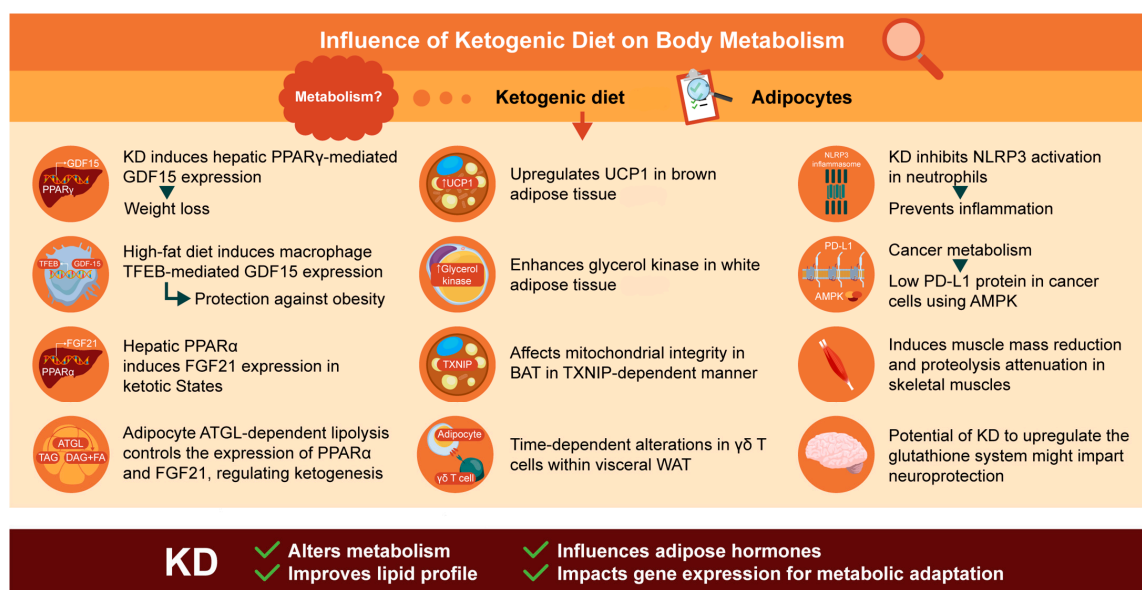 Influence of Ketogenic Diet on Body Metabolism
Metabolism?
Ketogenic diet
Adipocytes
GDF15
PPARγ
KD induces hepatic PPARγ-mediated
GDF15 expression
Weight loss
TFEB
GDF-15
High-fat diet induces macrophage
TFEB-mediated GDF15 expression
Protection against obesity
FGF21
PPARα
Hepatic PPARα
induces FGF21 expression in
ketotic States
ATGL
TAG
DAG+FA
Adipocyte ATGL-dependent lipolysis
controls the expression of PPARα
and FGF21, regulating ketogenesis
↑UCP1
Upregulates UCP1 in brown
adipose tissue
↑Glycerol
kinase
Enhances glycerol kinase in white
adipose tissue
TXNIP
Affects mitochondrial integrity in
BAT in TXNIP-dependent manner
Adipocyte
γδ T cell
Time-dependent alterations in γδ T
cells within visceral WAT
NLRP3
inflammasome
KD inhibits NLRP3 activation
in neutrophils
Prevents inflammation
PD-L1
AMPK
Cancer metabolism
Low PD-L1 protein in cancer
cells using AMPK
Induces muscle mass reduction
and proteolysis attenuation in
skeletal muscles
Potential of KD to upregulate the
glutathione system might impart
neuroprotection
KD
Alters metabolism
Improves lipid profile
Influences adipose hormones
Impacts gene expression for metabolic adaptation